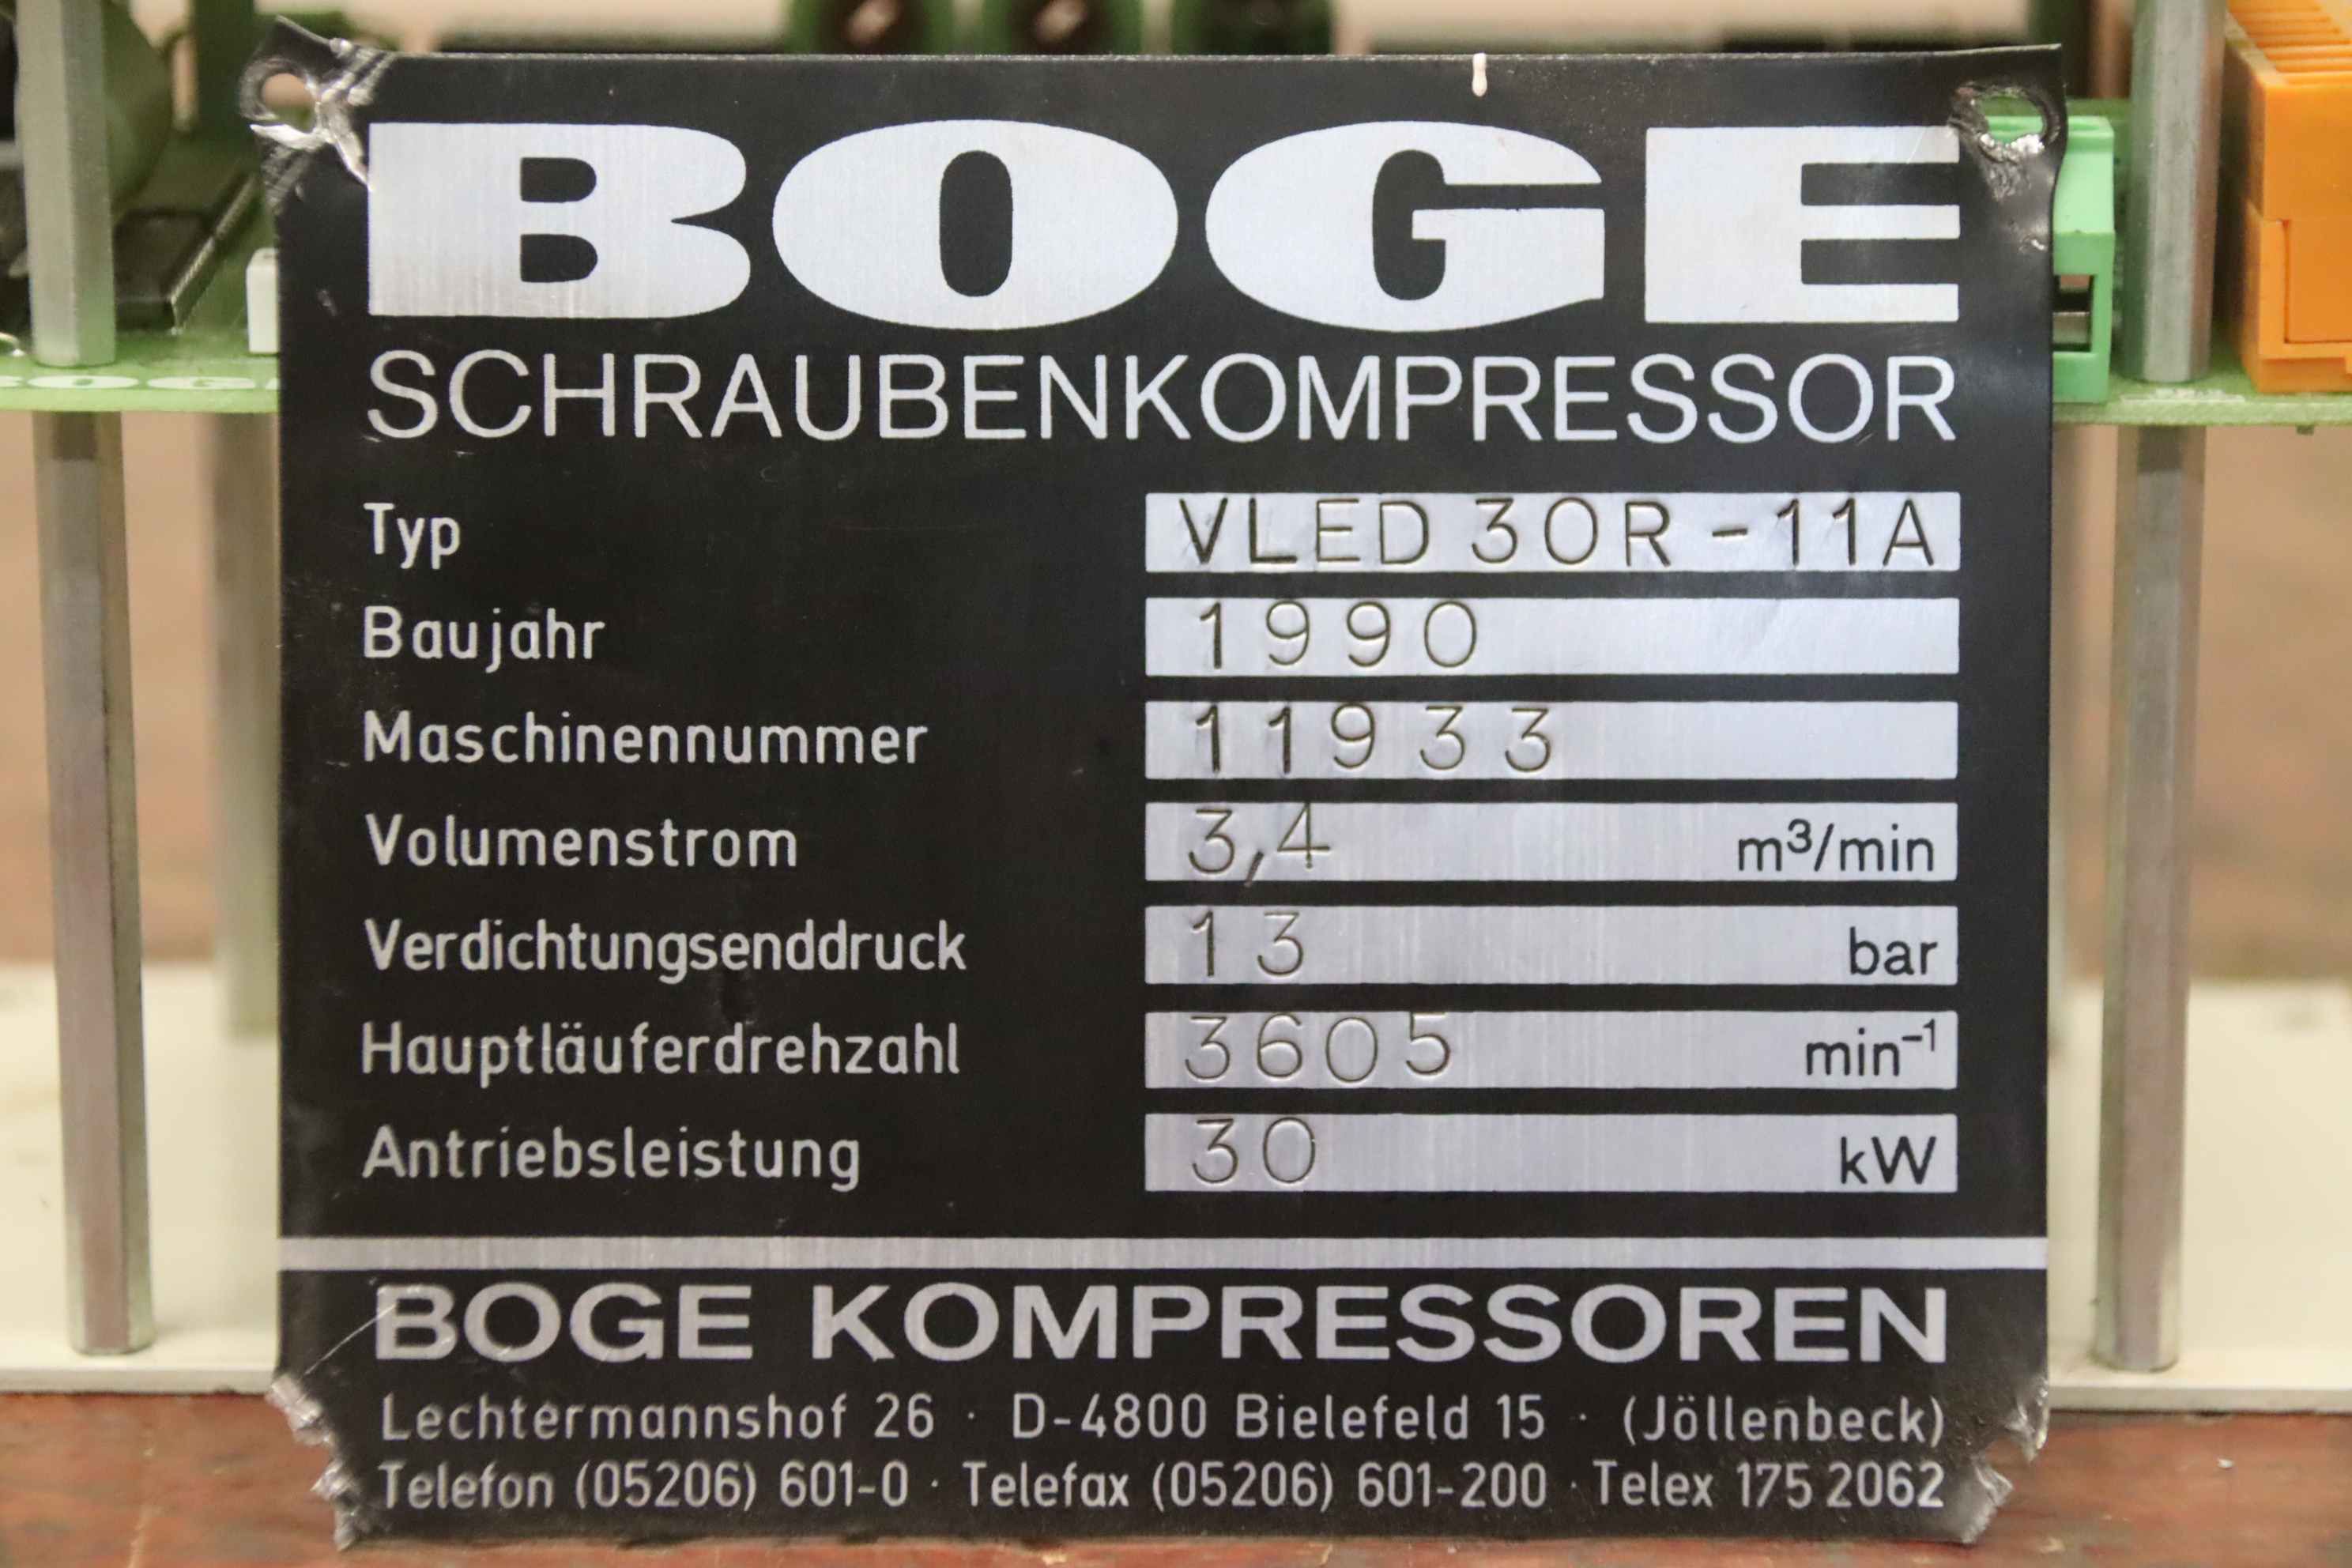 BOGE
SCHRAUBENKOMPRESSOR
Typ VLED 30R-11A
Baujahr 1990
Maschinennummer 11933
Volumenstrom 3,4 m³/min
Verdichtungsenddruck 13 bar
Hauptläuferdrehzahl 3605 min⁻¹
Antriebsleistung 30 kW
BOGE KOMPRESSOREN
Lechtermannshof 26 · D-4800 Bielefeld 15 · (Jöllenbeck)
Telefon (05206) 601-0 · Telefax (05206) 601-200 · Telex 175 2062